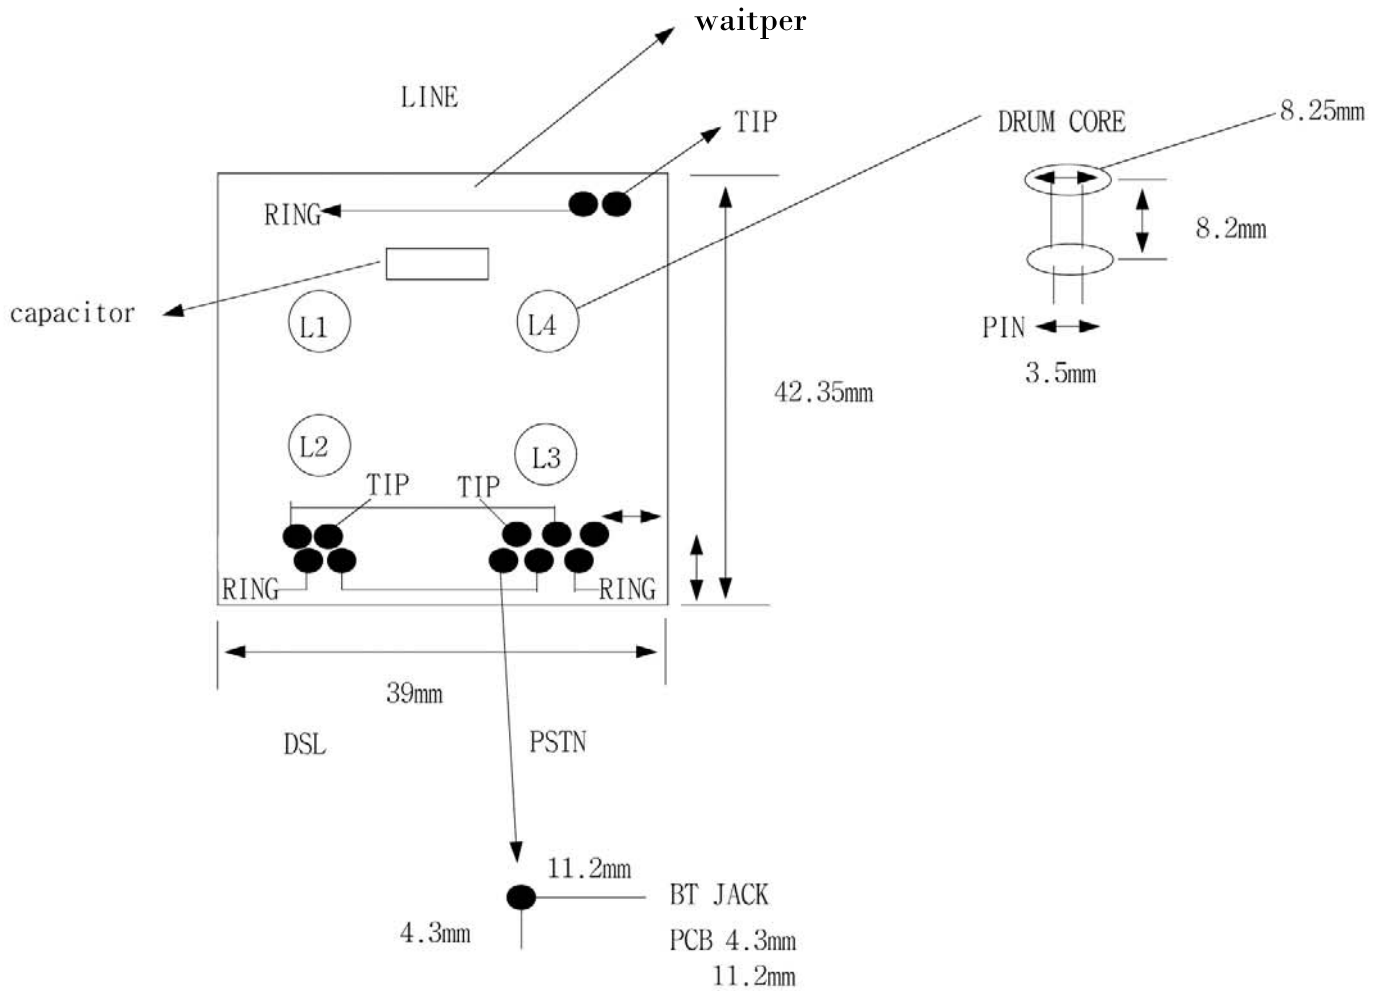 waitper
LINE
TIP
DRUM CORE
8.25mm
RING
8.2mm
capacitor
L1
L4
PIN
3.5mm
42.35mm
L2
L3
TIP
TIP
RING
RING
39mm
DSL
PSTN
11.2mm
BT JACK
4.3mm
PCB 4.3mm
11.2mm